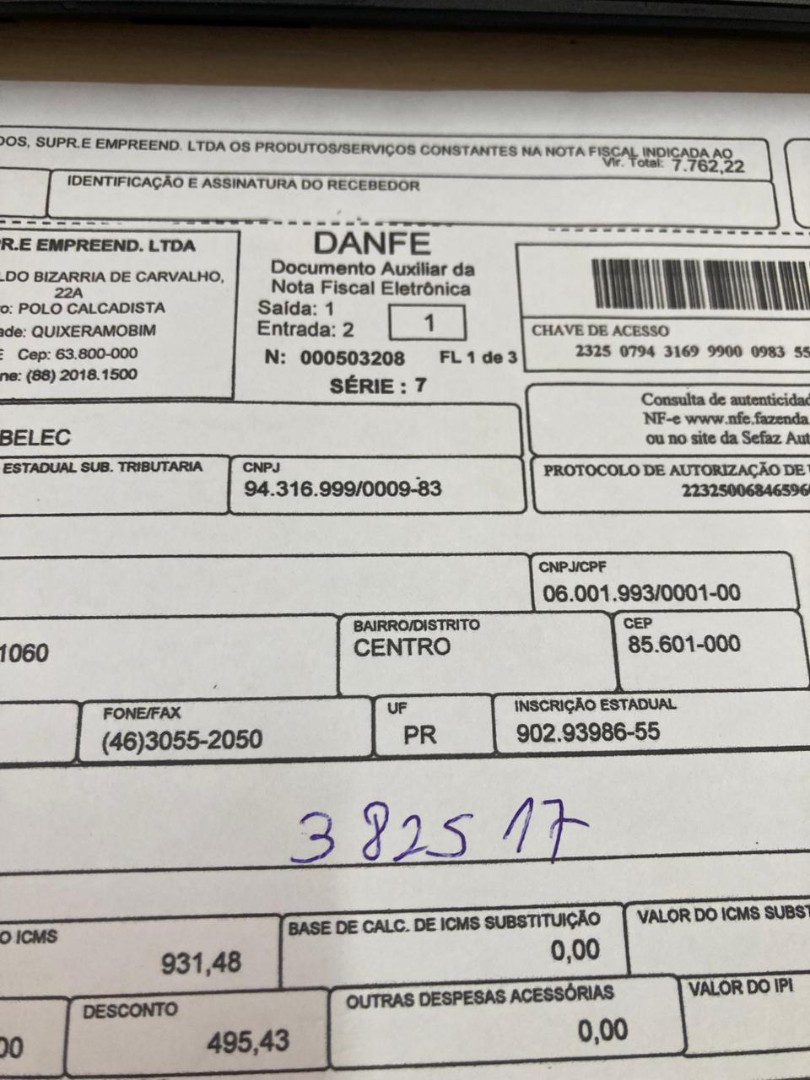 DOS, SUPR.E EMPREEND. LTDA OS PRODUTOS/SERVIÇOS CONSTANTES NA NOTA FISCAL INDICADA AO
Vlr. Total: 7.762,22
IDENTIFICAÇÃO E ASSINATURA DO RECEBEDOR
R.E EMPREEND. LTDA
LDO BIZARRIA DE CARVALHO,
22A
o: POLO CALCADISTA
ade: QUIXERAMOBIM
E Cep: 63.800-000
ne: (88) 2018.1500
DANFE
Documento Auxiliar da
Nota Fiscal Eletrônica
Saída: 1
Entrada: 2
1
N: 000503208 FL 1 de 3
SÉRIE : 7
CHAVE DE ACESSO
2325 0794 3169 9900 0983 55
Consulta de autenticidad
NF-e www.nfe.fazenda
ou no site da Sefaz Aut
BELEC
ESTADUAL SUB. TRIBUTARIA
CNPJ
94.316.999/0009-83
PROTOCOLO DE AUTORIZAÇÃO DE
22325006846596
CNPJ/CPF
06.001.993/0001-00
1060
BAIRRO/DISTRITO
CENTRO
CEP
85.601-000
FONE/FAX
(46)3055-2050
UF
PR
INSCRIÇÃO ESTADUAL
902.93986-55
382517
O ICMS
931,48
BASE DE CALC. DE ICMS SUBSTITUIÇÃO
0,00
VALOR DO ICMS SUBST
00
DESCONTO
495,43
OUTRAS DESPESAS ACESSÓRIAS
0,00
VALOR DO IPI